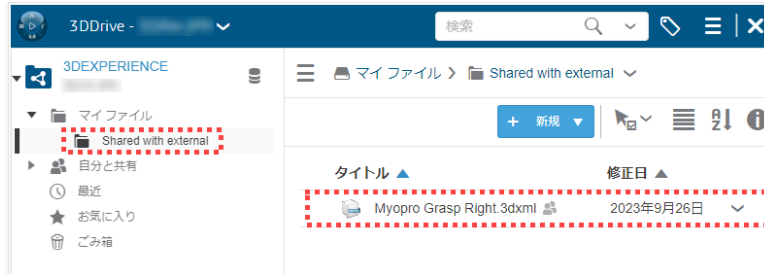 3DDrive -
検索
3DEXPERIENCE
マイ ファイル
Shared with external
自分と共有
最近
お気に入り
ごみ箱
マイ ファイル > Shared with external
+ 新規
タイトル
修正日
Myopro Grasp Right.3dxml
2023年9月26日